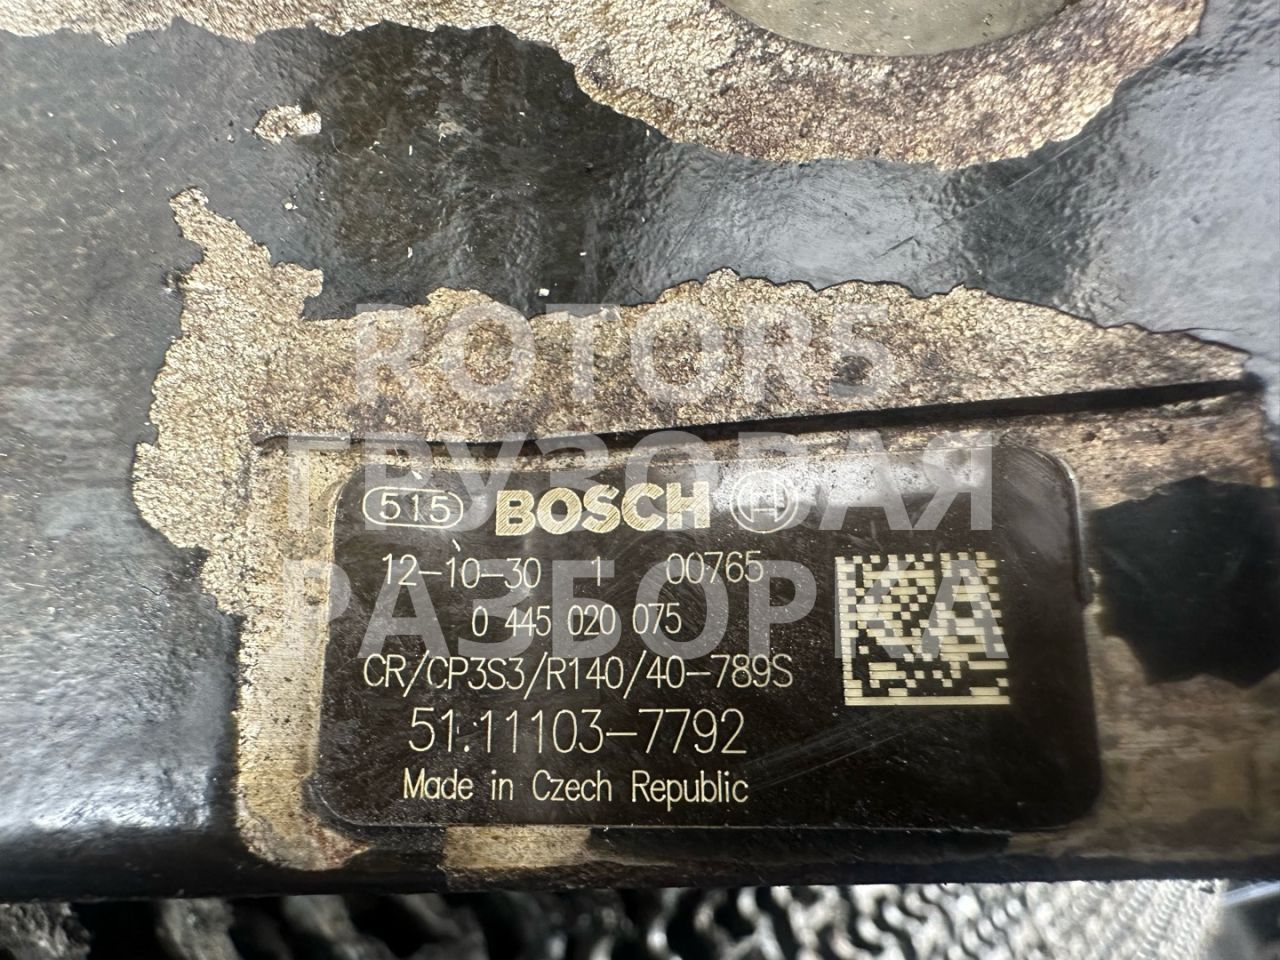 ROTORS
ГРУЗОВАЯ
РАЗБОРКА
515 BOSCH
12-10-30 1 00765
0 445 020 075
CR/CP3S3/R140/40-789S
51.11103-7792
Made in Czech Republic